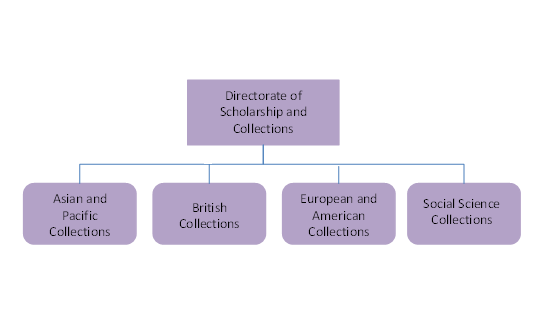 Directorate of
Scholarship and
Collections
Asian and
Pacific
Collections
British
Collections
European and
American
Collections
Social Science
Collections